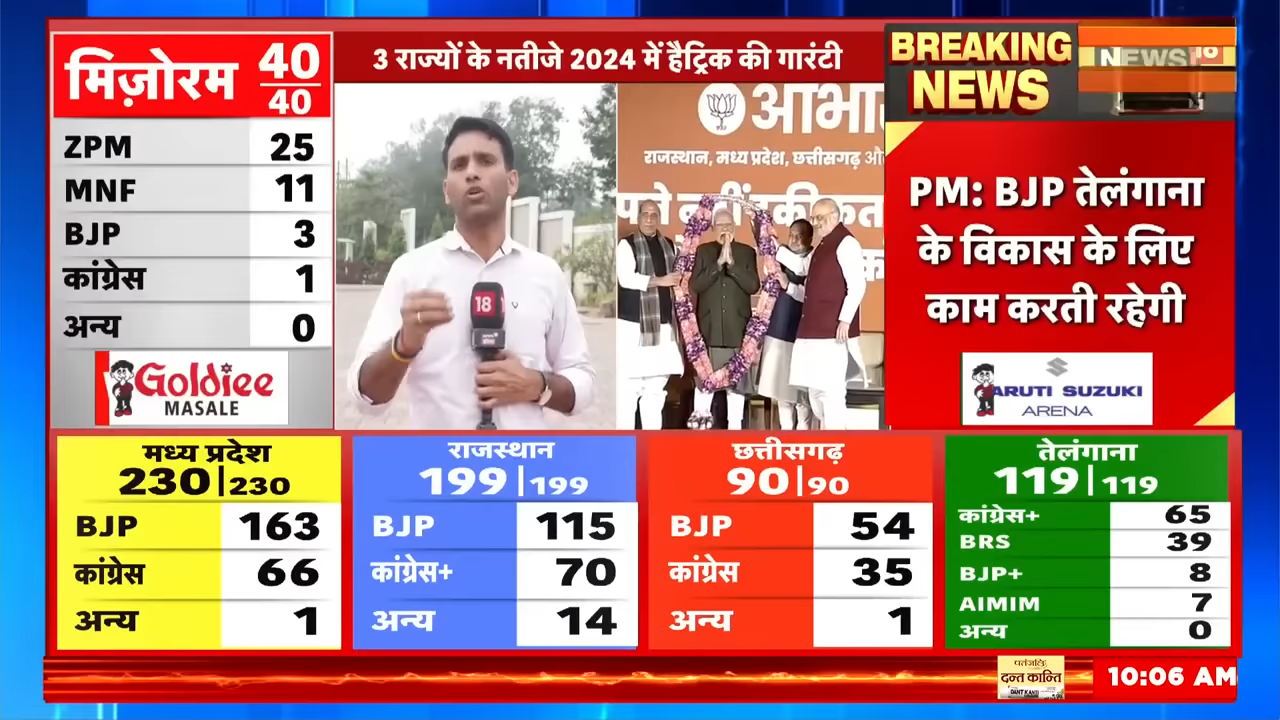 मिज़ोरम 40
40
ZPM 25
MNF 11
BJP 3
कांग्रेस 1
अन्य 0
Goldiee
MASALE
3 राज्यों के नतीजे 2024 में हैट्रिक की गारंटी
18
आभा
राजस्थान, मध्य प्रदेश, छत्तीसगढ़ औ
BREAKING
NEWS
NEWS18
PM: BJP तेलंगाना
के विकास के लिए
काम करती रहेगी
ARUTI SUZUKI
ARENA
मध्य प्रदेश
230|230
BJP 163
कांग्रेस 66
अन्य 1
राजस्थान
199|199
BJP 115
कांग्रेस+ 70
अन्य 14
छत्तीसगढ़
90|90
BJP 54
कांग्रेस 35
अन्य 1
तेलंगाना
119|119
कांग्रेस+ 65
BRS 39
BJP+ 8
AIMIM 7
अन्य 0
पतंजलि
दन्त कान्ति
DANT KANTI
10:06 AM